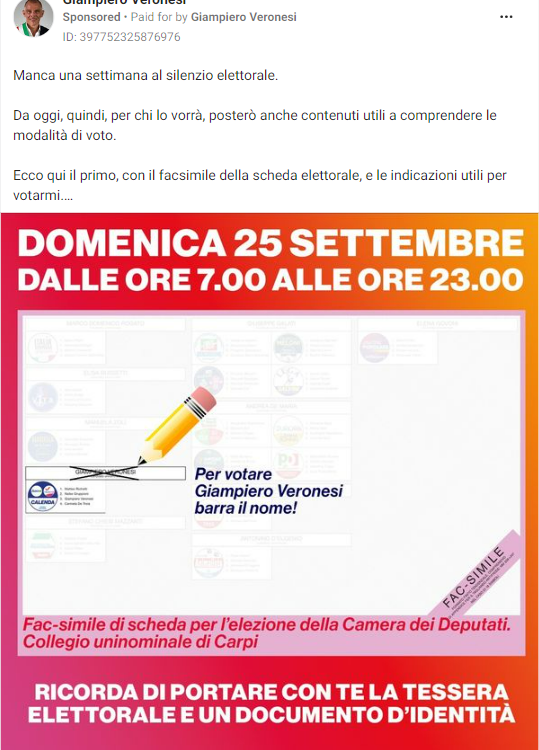 Giampiero Veronesi
Sponsored • Paid for by Giampiero Veronesi
ID: 397752325876976
Manca una settimana al silenzio elettorale.
Da oggi, quindi, per chi lo vorrà, posterò anche contenuti utili a comprendere le
modalità di voto.
Ecco qui il primo, con il facsimile della scheda elettorale, e le indicazioni utili per
votarmi....
DOMENICA 25 SETTEMBRE
DALLE ORE 7.00 ALLE ORE 23.00
GIAMPIERO VERONESI
CALENDA
Per votare
Giampiero Veronesi
barra il nome!
FAC-SIMILE
Fac-simile di scheda per l'elezione della Camera dei Deputati.
Collegio uninominale di Carpi
RICORDA DI PORTARE CON TE LA TESSERA
ELETTORALE E UN DOCUMENTO D'IDENTITÀ